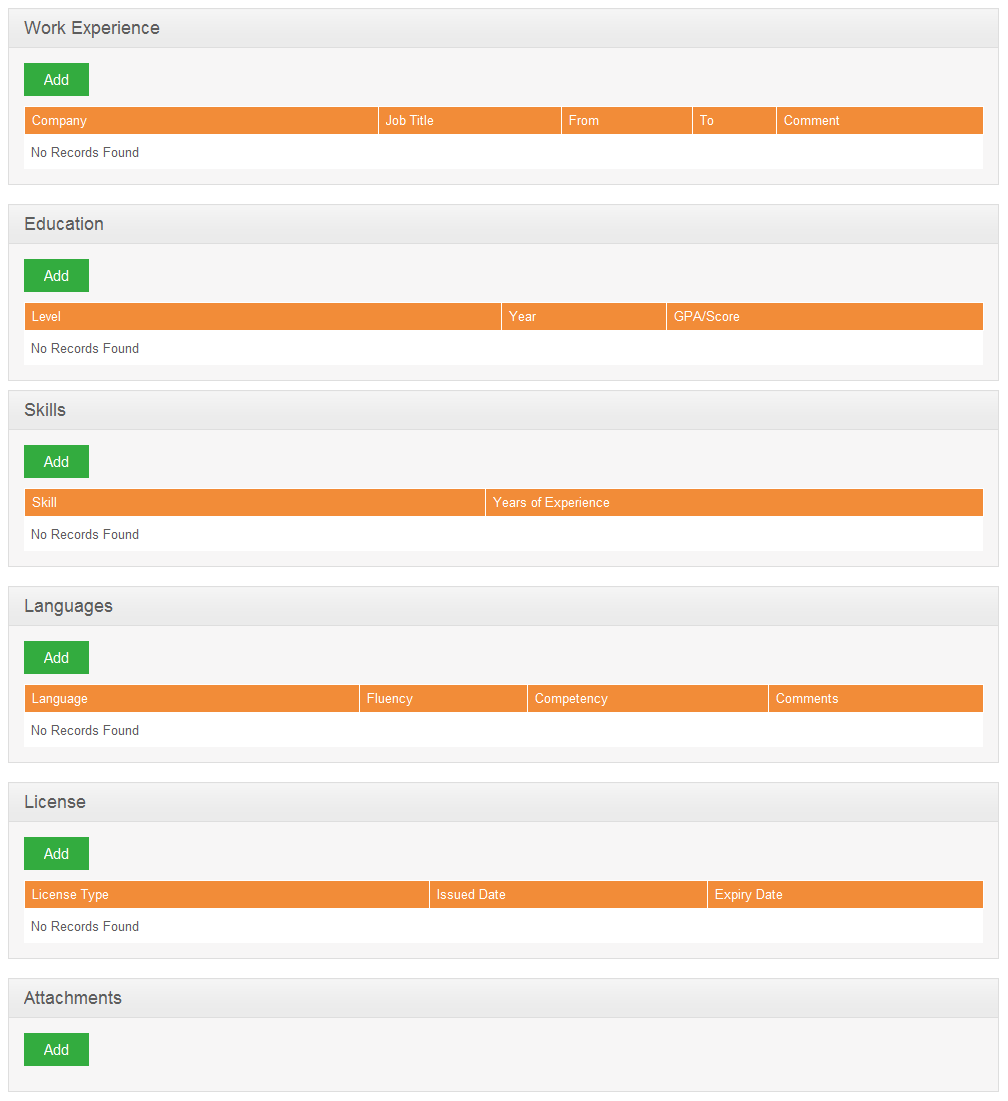 Work Experience
Add
Company Job Title From To Comment
No Records Found
Education
Add
Level Year GPA/Score
No Records Found
Skills
Add
Skill Years of Experience
No Records Found
Languages
Add
Language Fluency Competency Comments
No Records Found
License
Add
License Type Issued Date Expiry Date
No Records Found
Attachments
Add